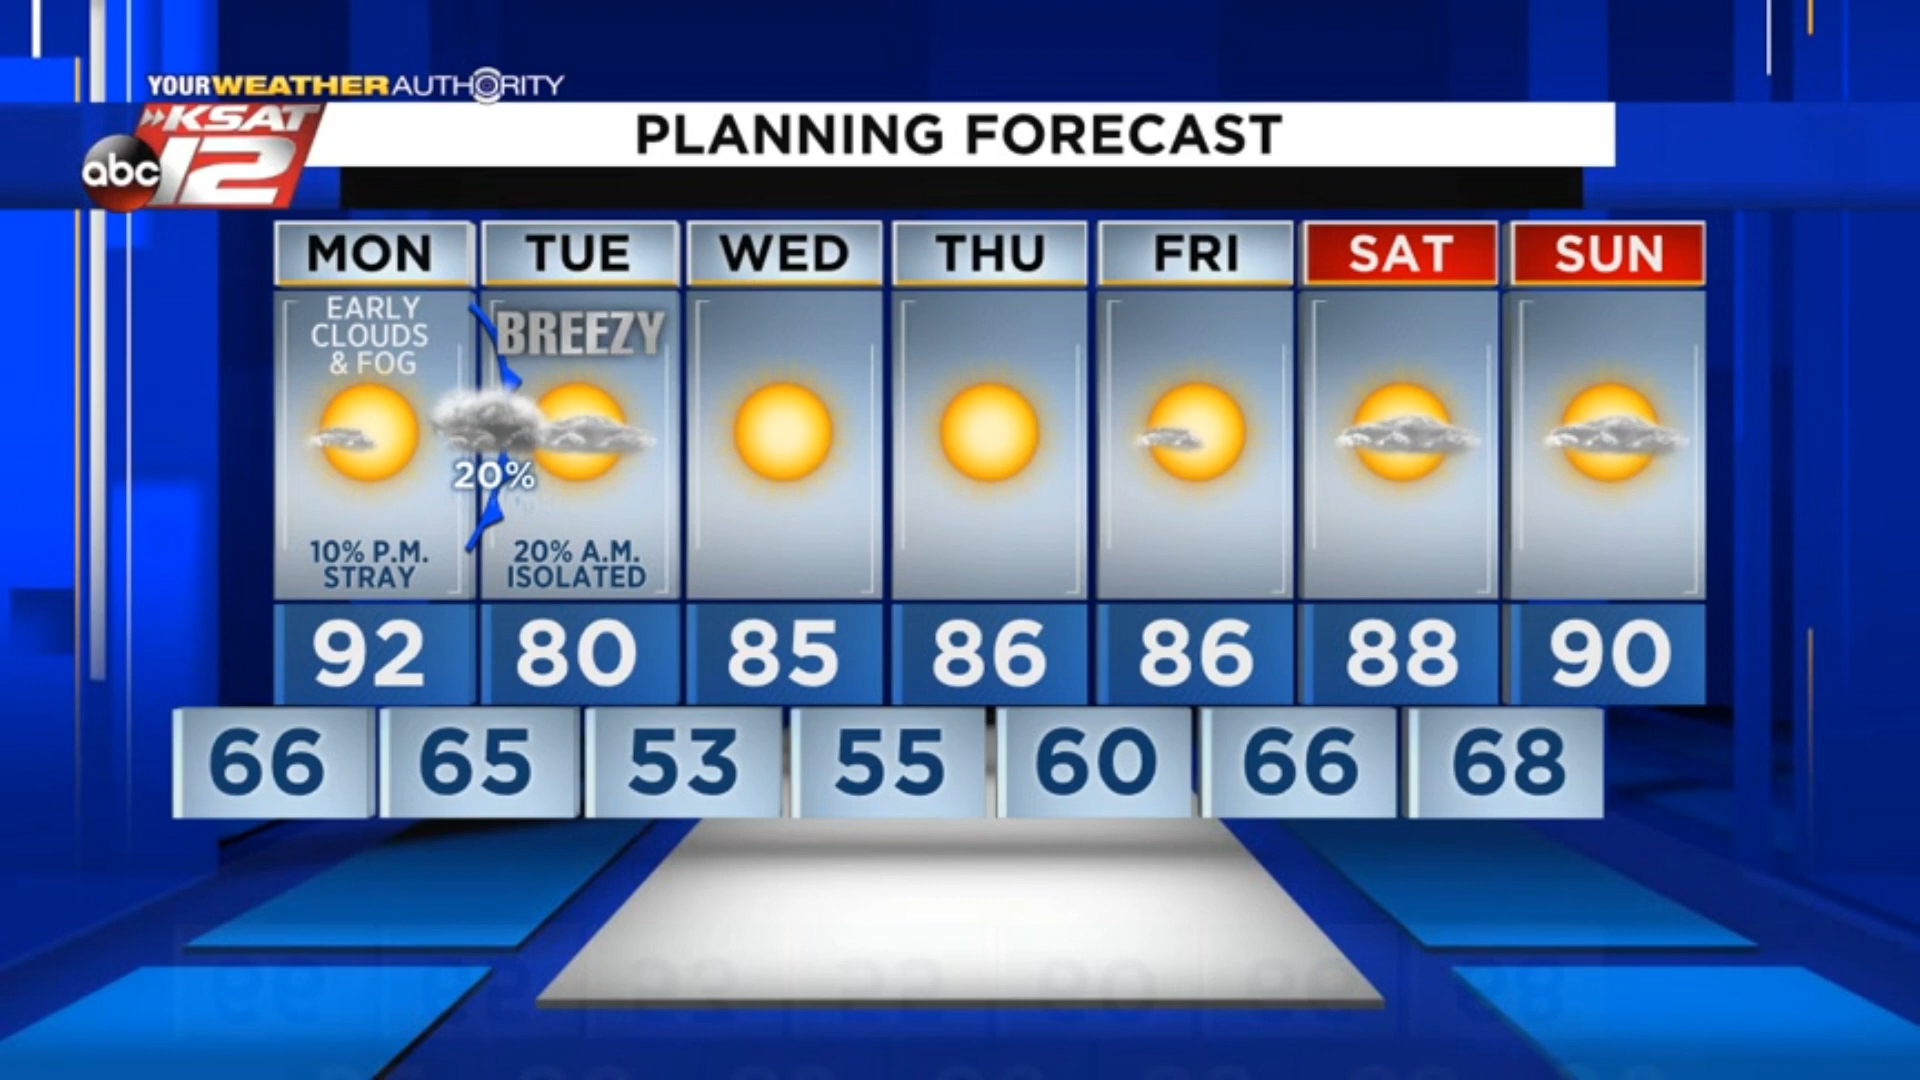 YOUR WEATHER AUTHORITY
KSAT
abc 12
PLANNING FORECAST
MON TUE WED THU FRI SAT SUN
EARLY
CLOUDS
& FOG
BREEZY
20%
10% P.M.
STRAY
20% A.M.
ISOLATED
92 80 85 86 86 88 90
66 65 53 55 60 66 68